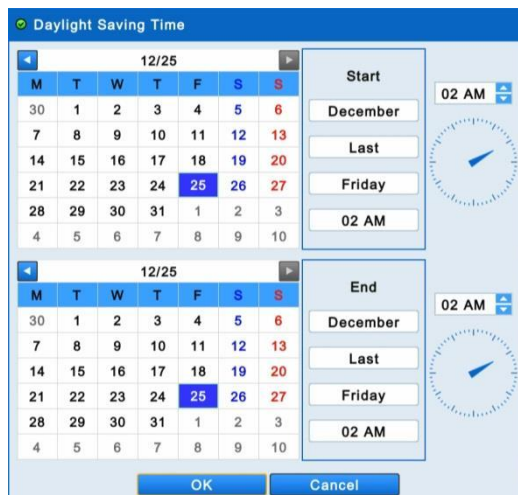 Daylight Saving Time
12/25
M T W T F S S
30 1 2 3 4 5 6
7 8 9 10 11 12 13
14 15 16 17 18 19 20
21 22 23 24 25 26 27
28 29 30 31 1 2 3
4 5 6 7 8 9 10
Start
December
Last
Friday
02 AM
02 AM
12/25
M T W T F S S
30 1 2 3 4 5 6
7 8 9 10 11 12 13
14 15 16 17 18 19 20
21 22 23 24 25 26 27
28 29 30 31 1 2 3
4 5 6 7 8 9 10
End
December
Last
Friday
02 AM
02 AM
OK Cancel